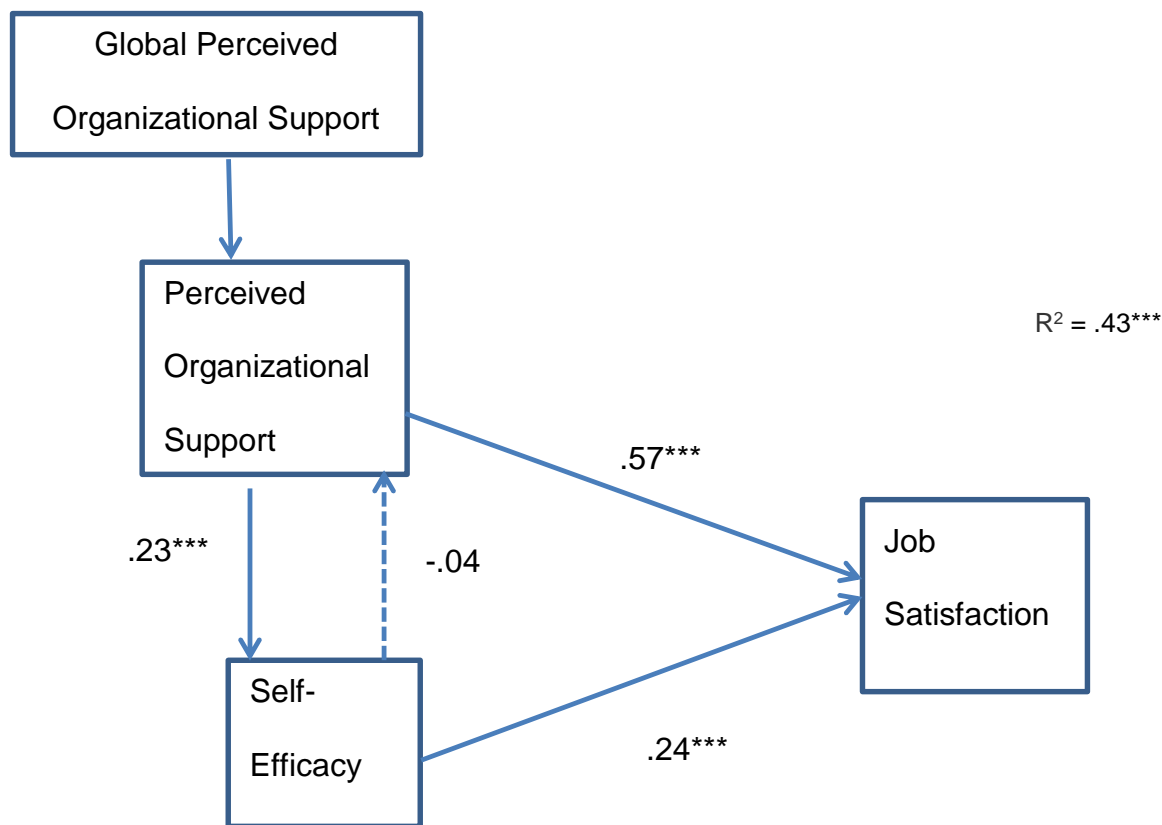 Global Perceived
Organizational Support
Perceived
Organizational
Support
R² = .43***
.57***
.23***
-.04
Job
Satisfaction
Self-
Efficacy
.24***